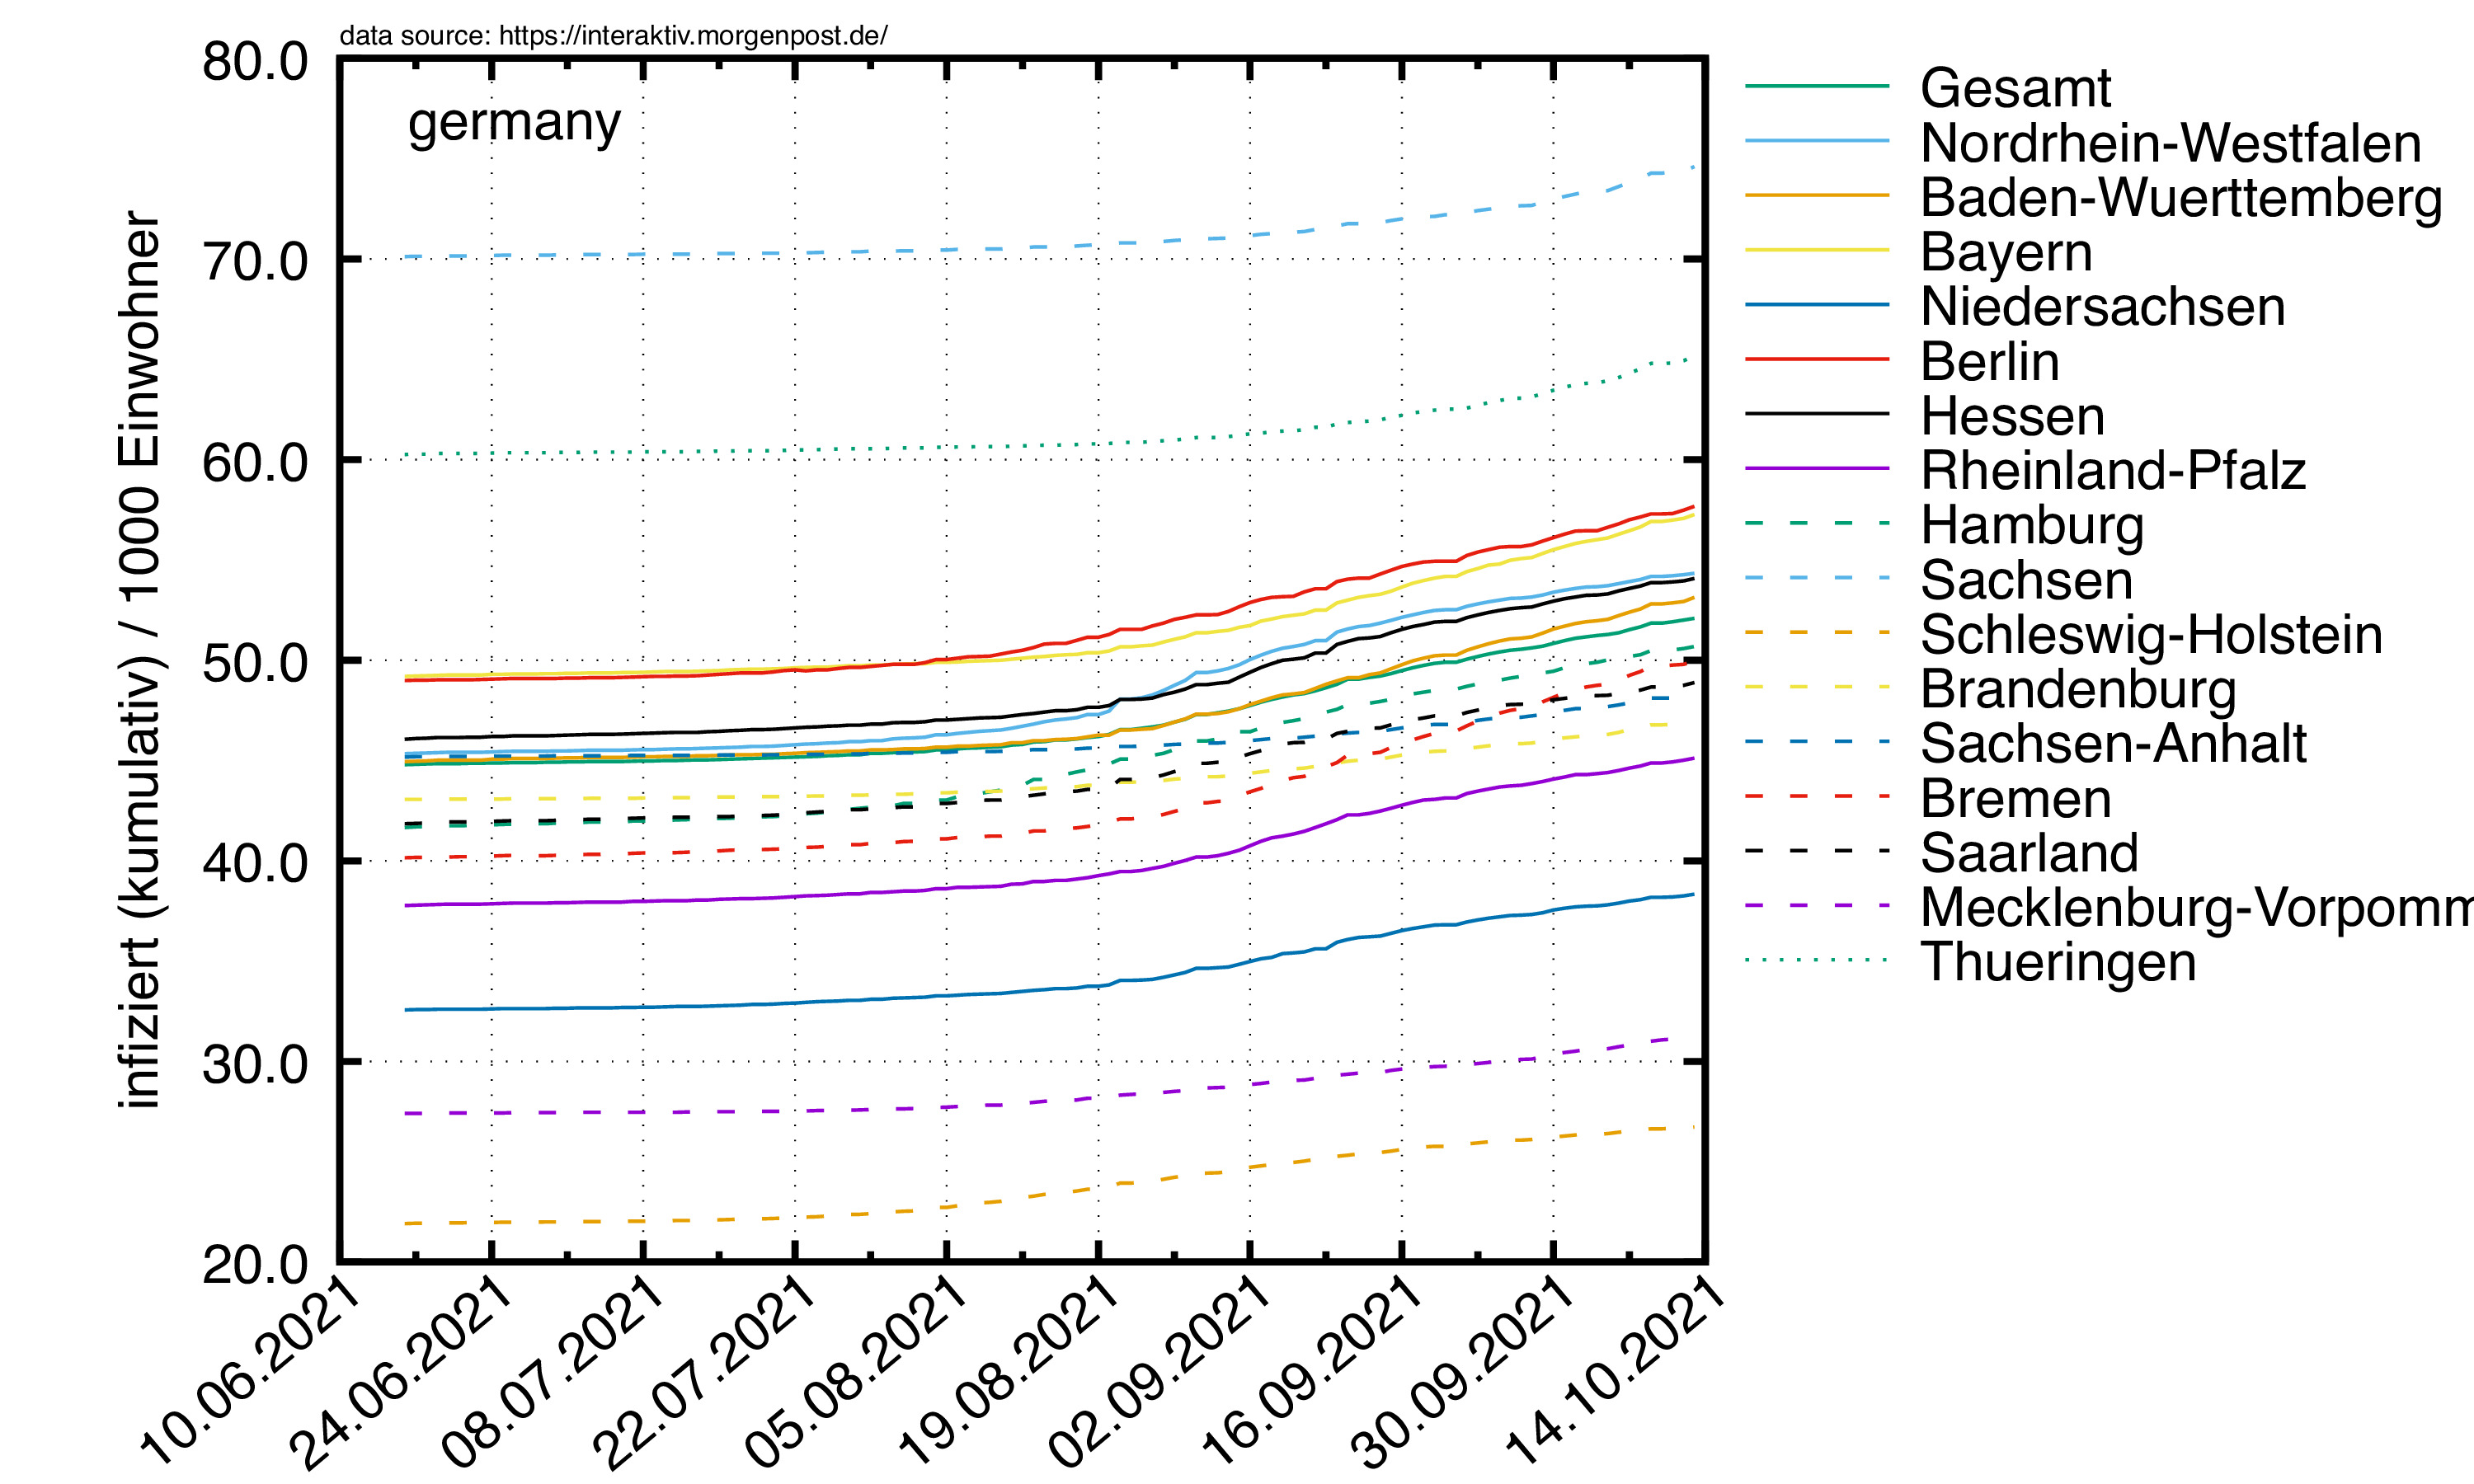 data source: https://interaktiv.morgenpost.de/
germany
infiziert (kumulativ) / 1000 Einwohner
80.0
70.0
60.0
50.0
40.0
30.0
20.0
10.06.2021
24.06.2021
08.07.2021
22.07.2021
05.08.2021
19.08.2021
02.09.2021
16.09.2021
30.09.2021
14.10.2021
Gesamt
Nordrhein-Westfalen
Baden-Wuerttemberg
Bayern
Niedersachsen
Berlin
Hessen
Rheinland-Pfalz
Hamburg
Sachsen
Schleswig-Holstein
Brandenburg
Sachsen-Anhalt
Bremen
Saarland
Mecklenburg-Vorpomm
Thueringen